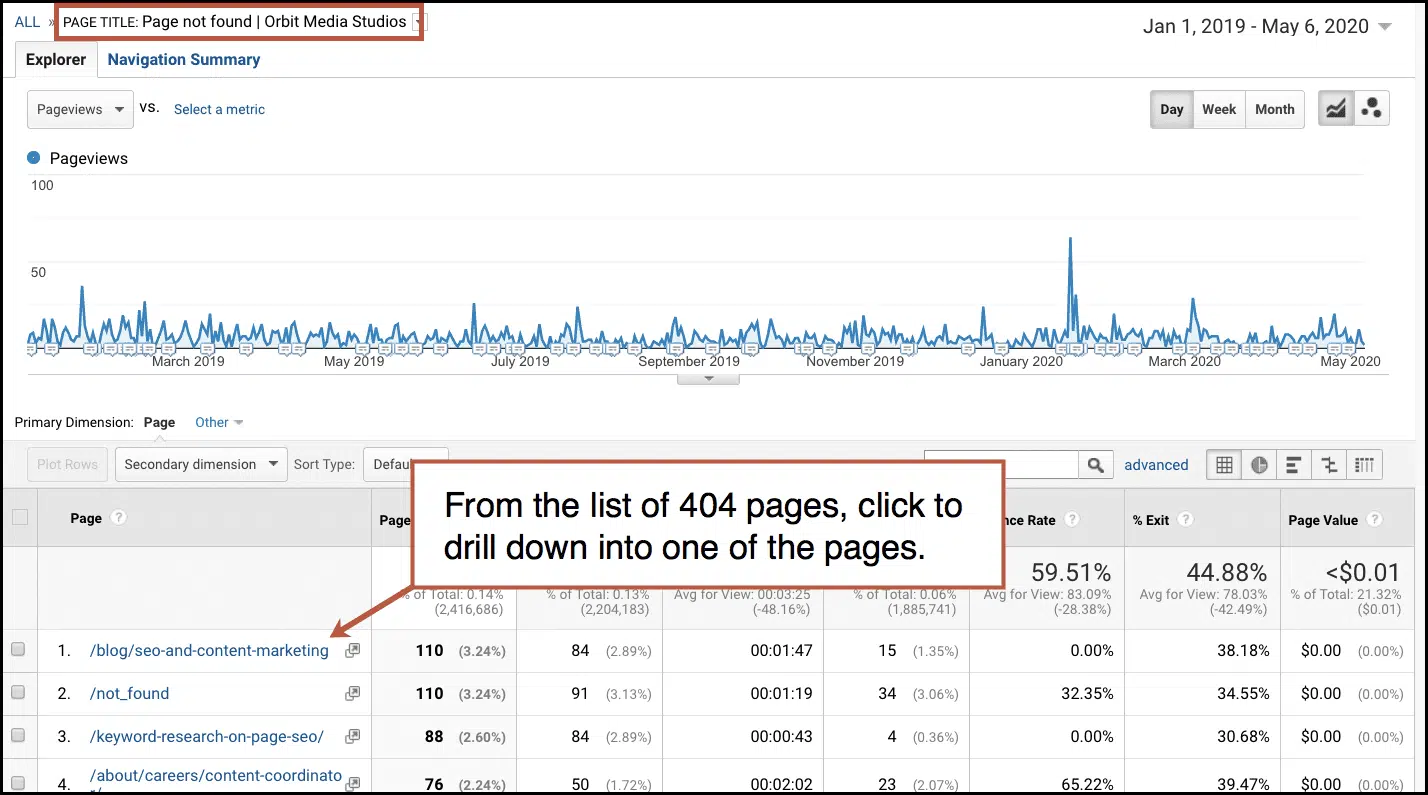 ALL » PAGE TITLE: Page not found | Orbit Media Studios
Jan 1, 2019 - May 6, 2020
Explorer Navigation Summary
Pageviews VS. Select a metric
Day Week Month
Pageviews
100
50
March 2019 May 2019 July 2019 September 2019 November 2019 January 2020 March 2020 May 2020
Primary Dimension: Page Other
Plot Rows Secondary dimension Sort Type: advanced
From the list of 404 pages, click to
drill down into one of the pages.
Page ? Rate ? % Exit ? Page Value ?
59.51% 44.88% <$0.01
% of Total: 0.14% % of Total: 0.13% Avg for View: 00:03:25 % of Total: 0.06% Avg for View: 83.09% Avg for View: 78.03% % of Total: 21.32%
(2,416,686) (2,204,183) (-48.16%) (1,885,741) (-28.38%) (-42.49%) ($0.01)
1. /blog/seo-and-content-marketing 110 (3.24%) 84 (2.89%) 00:01:47 15 (1.35%) 0.00% 38.18% $0.00 (0.00%)
2. /not_found 110 (3.24%) 91 (3.13%) 00:01:19 34 (3.06%) 32.35% 34.55% $0.00 (0.00%)
3. /keyword-research-on-page-seo/ 88 (2.60%) 84 (2.89%) 00:00:43 4 (0.36%) 0.00% 30.68% $0.00 (0.00%)
4. /about/careers/content-coordinato 76 (2.24%) 50 (1.72%) 00:02:02 23 (2.07%) 65.22% 39.47% $0.00 (0.00%)